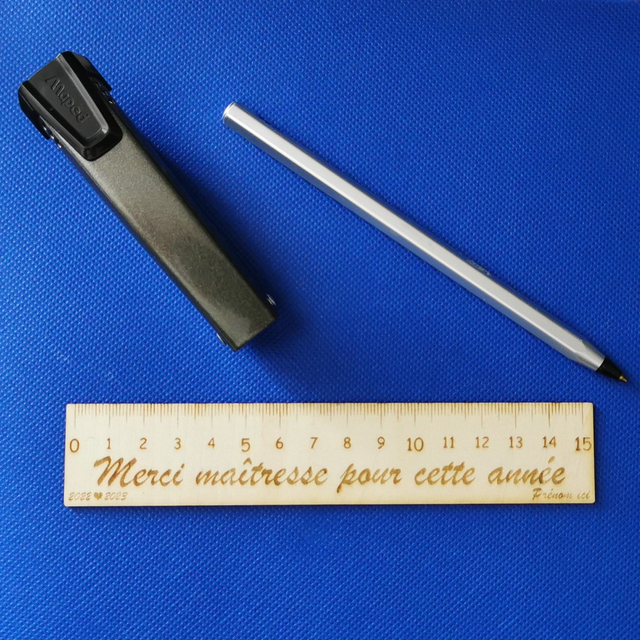 Maped
0 1 2 3 4 5 6 7 8 9 10 11 12 13 14 15
Merci maîtresse pour cette année
2022 ❤ 2023 Prénom ici